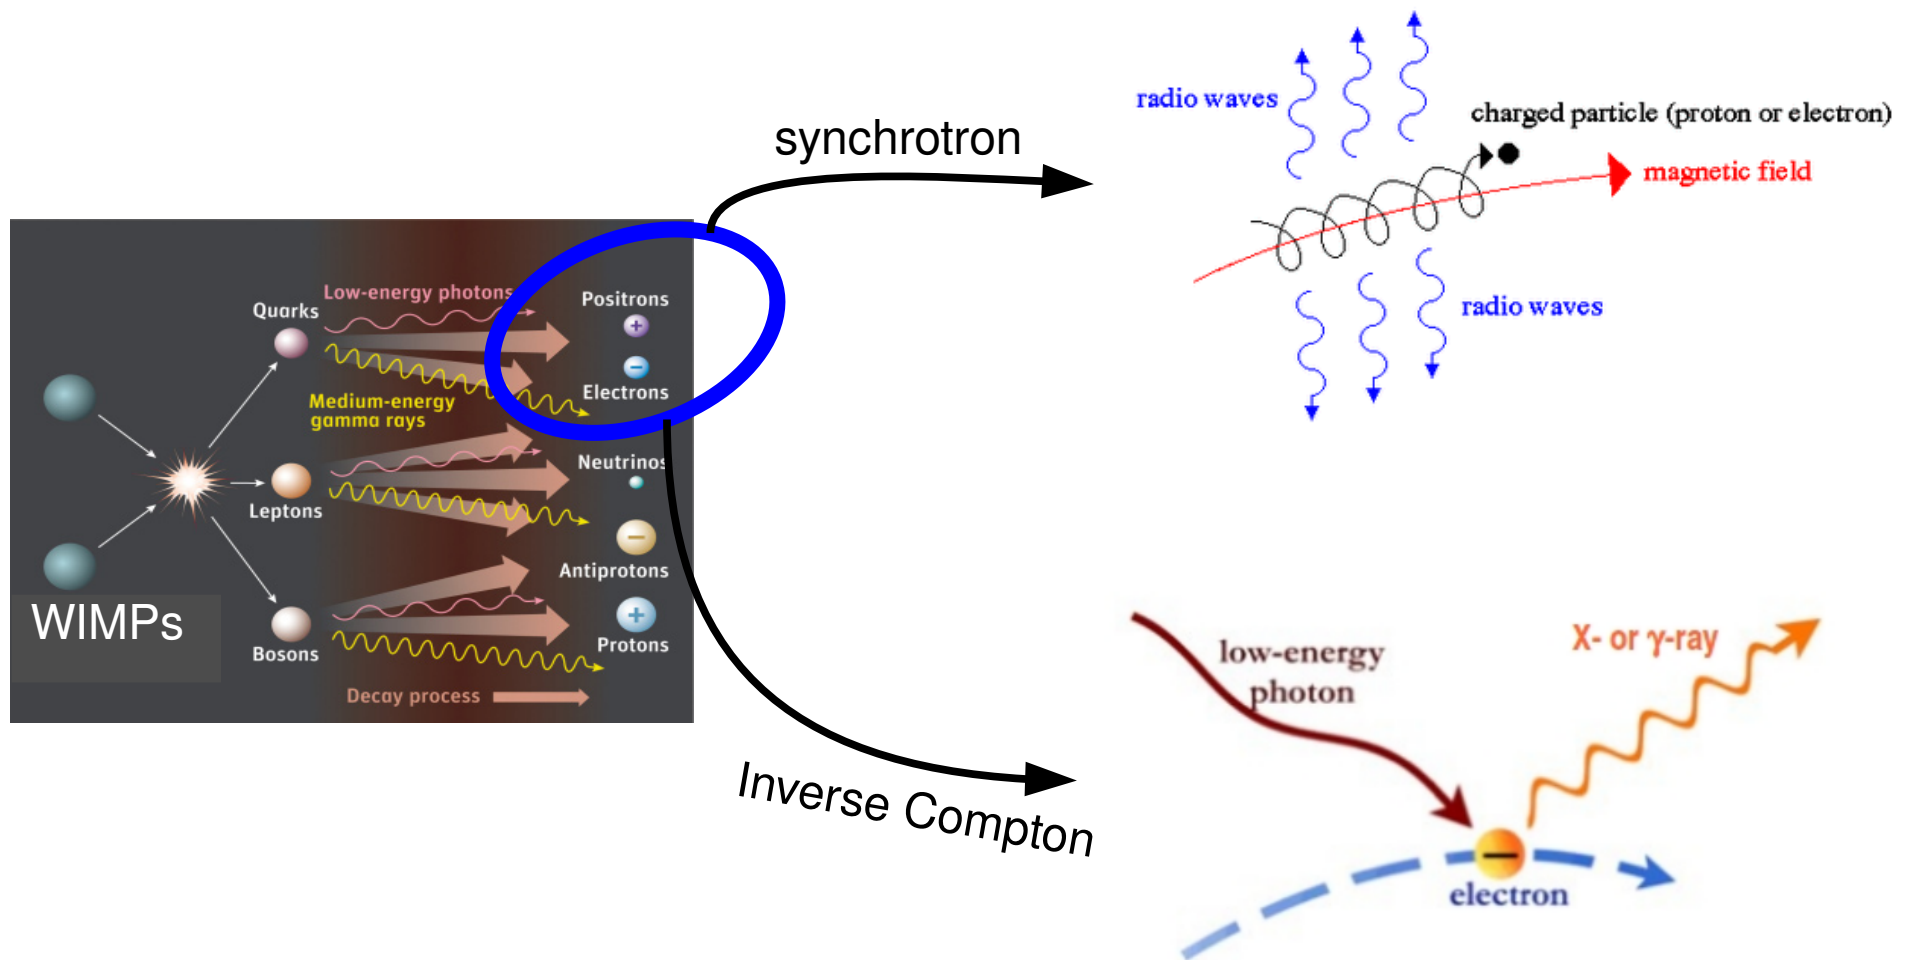 radio waves
charged particle (proton or electron)
magnetic field
radio waves
synchrotron
Low-energy photons
Quarks
Positrons
+
−
Electrons
Medium-energy
gamma rays
Neutrinos
Leptons
−
Antiprotons
WIMPs
+
Bosons
Protons
Decay process
Inverse Compton
low-energy
photon
X- or γ-ray
−
electron